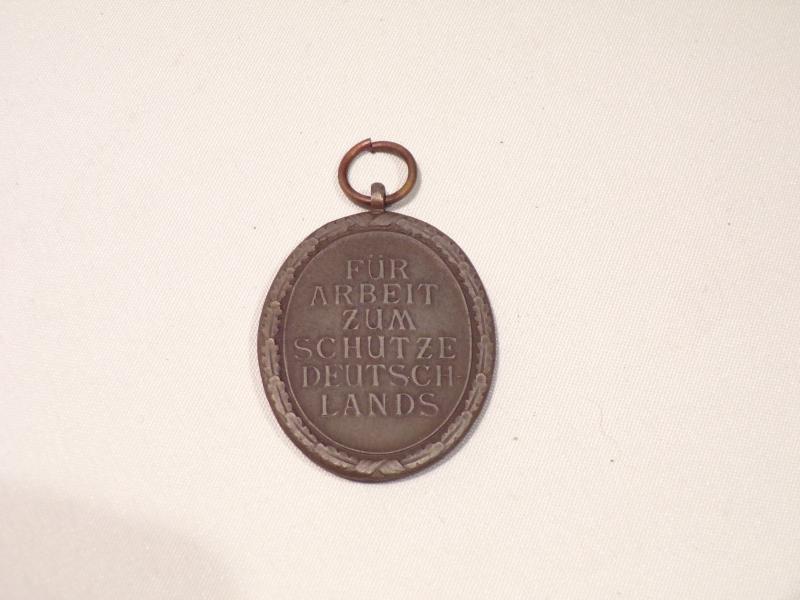 FÜR
ARBEIT
ZUM
SCHUTZE
DEUTSCH-
LANDS